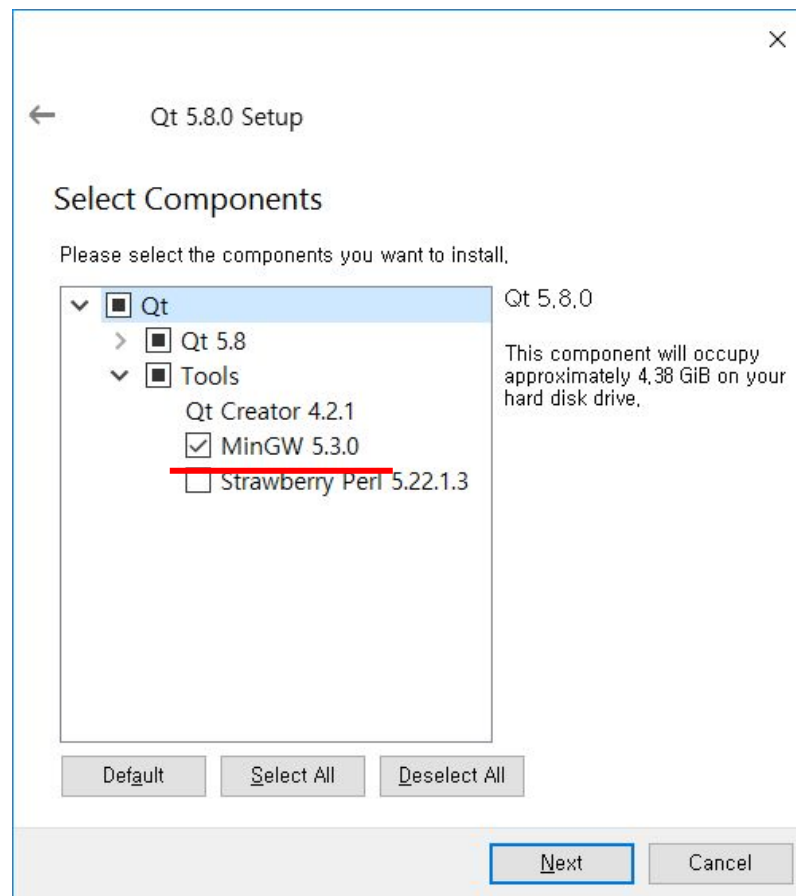 Qt 5.8.0 Setup
Select Components
Please select the components you want to install.
Qt
Qt 5.8
Tools
Qt Creator 4.2.1
MinGW 5.3.0
Strawberry Perl 5.22.1.3
Qt 5.8.0
This component will occupy
approximately 4.38 GiB on your
hard disk drive.
Default
Select All
Deselect All
Next
Cancel